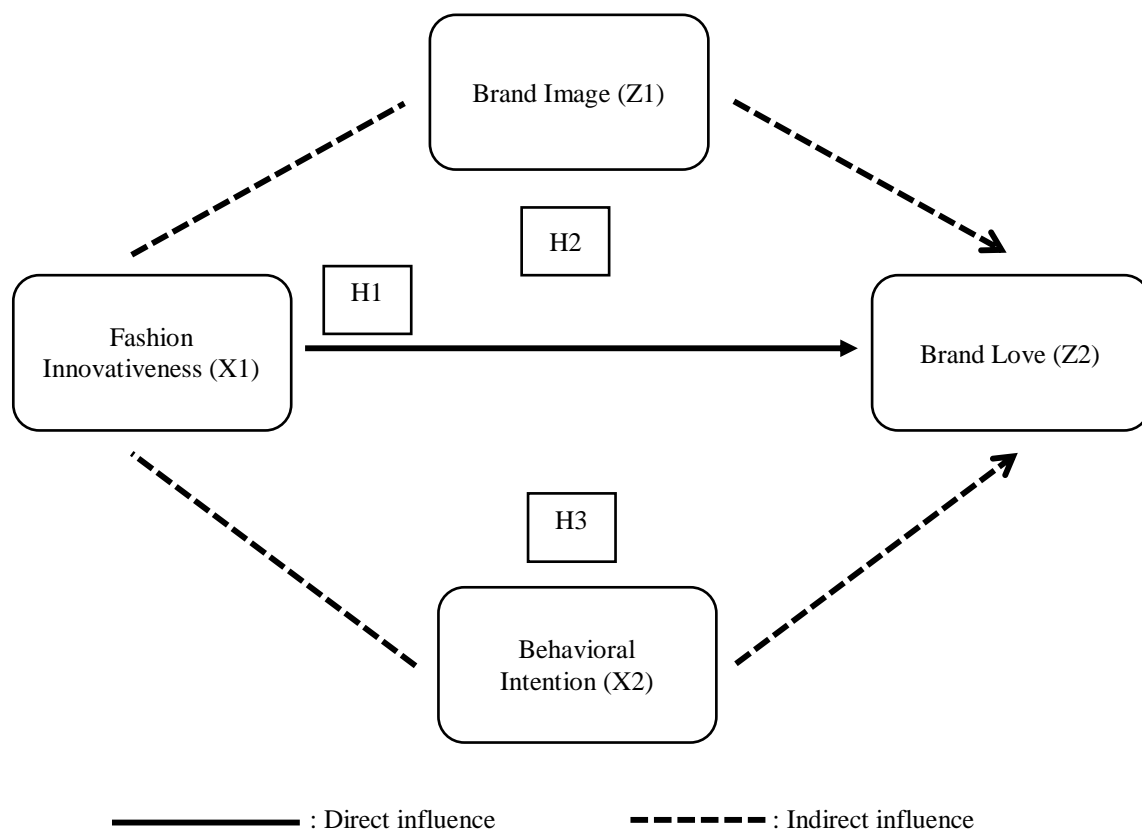 Brand Image (Z1)
H2
H1
Fashion
Innovativeness (X1)
Brand Love (Z2)
H3
Behavioral
Intention (X2)
: Direct influence
: Indirect influence